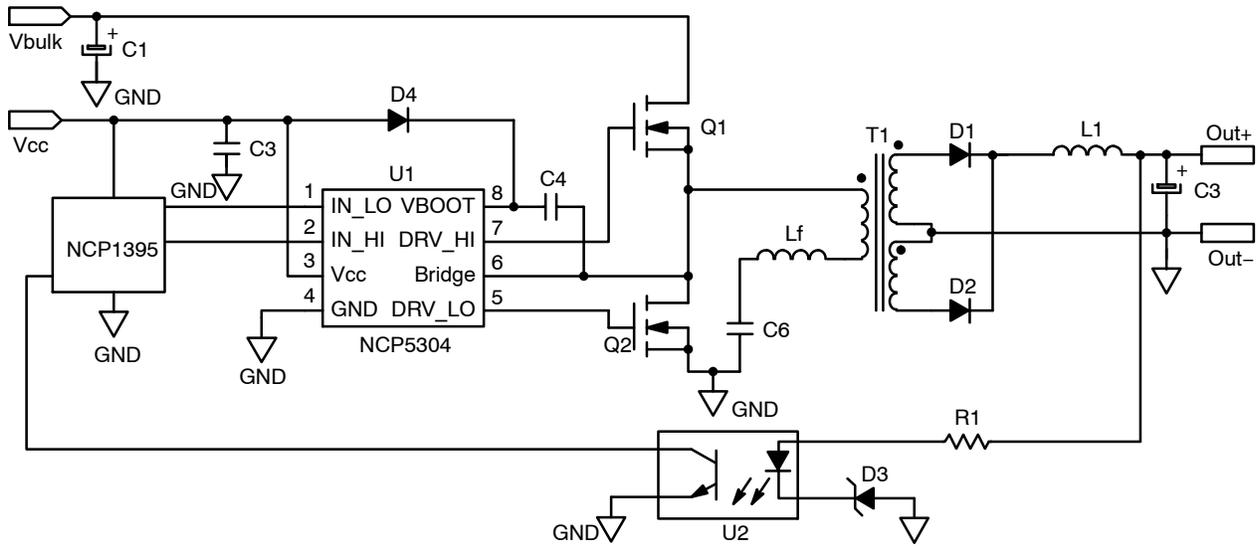 Vbulk
+
C1
GND
Vcc
D4
C3
GND
U1
C4
Q1
T1
D1
L1
Out+
+
C3
Out−
NCP1395
1
IN_LO
VBOOT
8
2
IN_HI
DRV_HI
7
3
Vcc
Bridge
6
4
GND
DRV_LO
5
NCP5304
GND
GND
Q2
Lf
C6
D2
GND
R1
U2
D3
GND